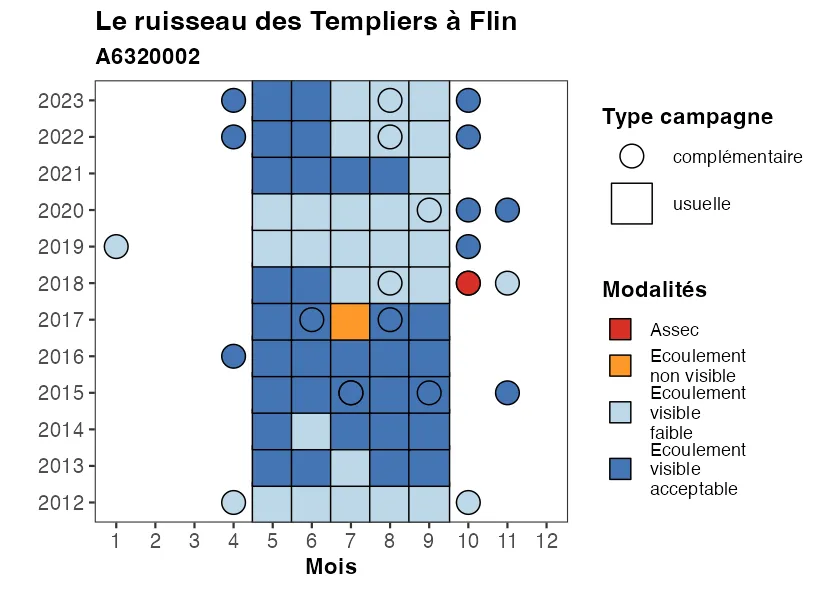 Le ruisseau des Templiers à Flin
A6320002
2023
2022
2021
2020
2019
2018
2017
2016
2015
2014
2013
2012
1 2 3 4 5 6 7 8 9 10 11 12
Mois
Type campagne
complémentaire
usuelle
Modalités
Assec
Ecoulement
non visible
Ecoulement
visible
faible
Ecoulement
visible
acceptable